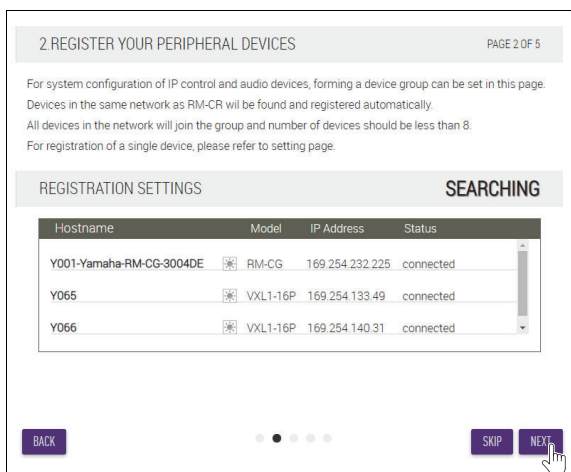 2.REGISTER YOUR PERIPHERAL DEVICES PAGE 2 OF 5
For system configuration of IP control and audio devices, forming a device group can be set in this page.
Devices in the same network as RM-CR wil be found and registered automatically.
All devices in the network will join the group and number of devices should be less than 8.
For registration of a single device, please refer to setting page.
REGISTRATION SETTINGS SEARCHING
Hostname Model IP Address Status
Y001-Yamaha-RM-CG-3004DE RM-CG 169.254.232.225 connected
Y065 VXL1-16P 169.254.133.49 connected
Y066 VXL1-16P 169.254.140.31 connected
BACK SKIP NEXT